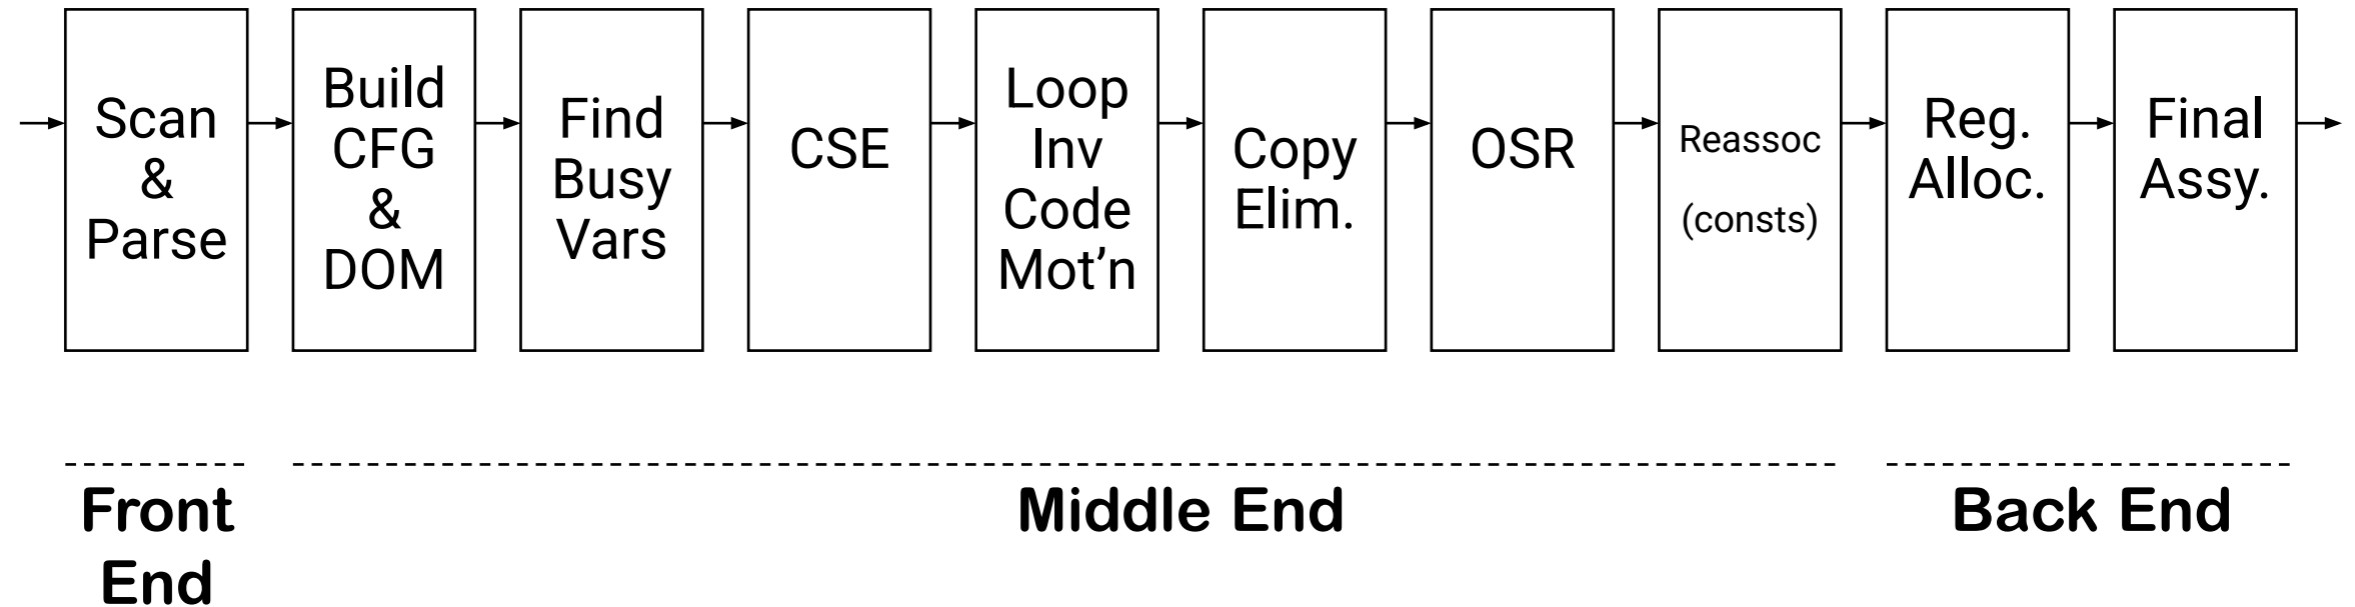 Scan
&
Parse
Build
CFG
&
DOM
Find
Busy
Vars
CSE
Loop
Inv
Code
Mot’n
Copy
Elim.
OSR
Reassoc
(consts)
Reg.
Alloc.
Final
Assy.
Front
End
Middle End
Back End